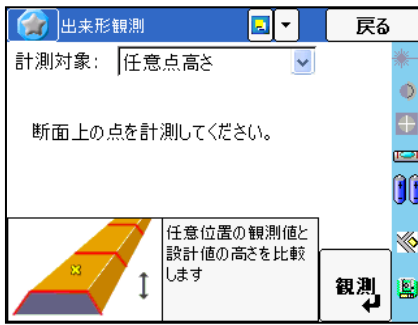 出来形観測
戻る
計測対象:
任意点高さ
断面上の点を計測してください。
任意位置の観測値と
設計値の高さを比較
します
観測